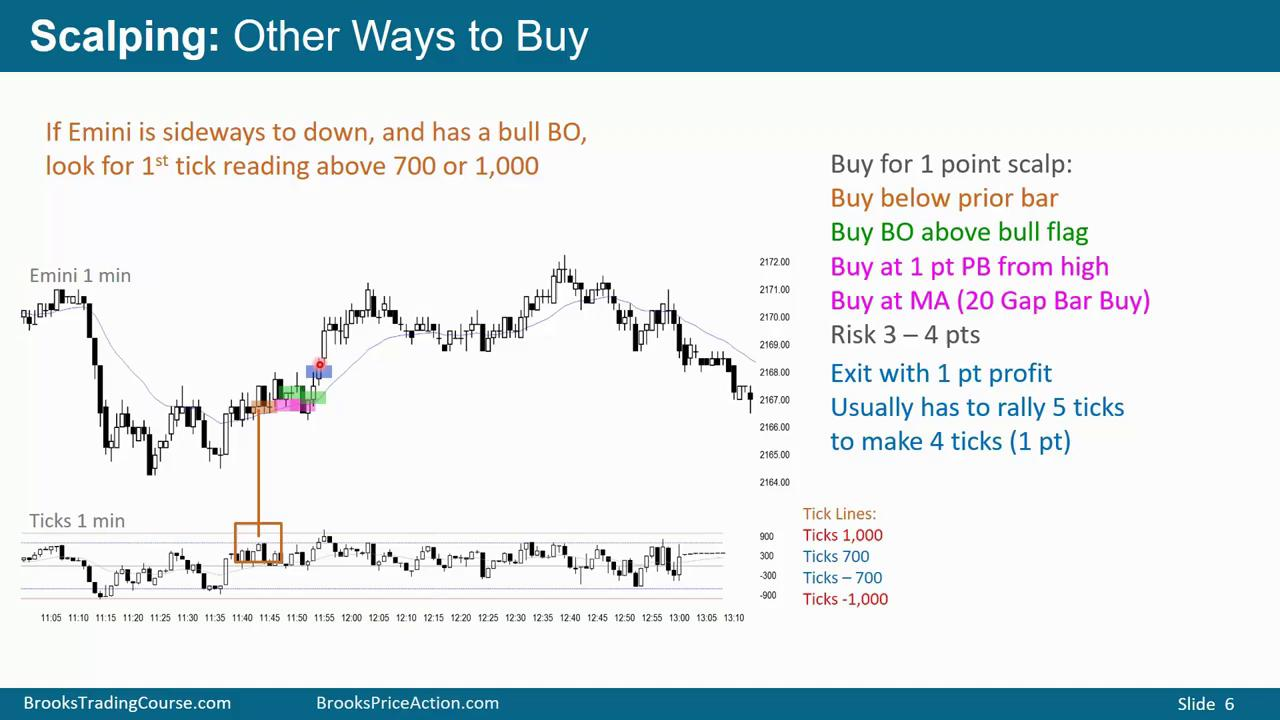 Scalping: Other Ways to Buy
If Emini is sideways to down, and has a bull BO,
look for 1st tick reading above 700 or 1,000
Buy for 1 point scalp:
Buy below prior bar
Buy BO above bull flag
Buy at 1 pt PB from high
Buy at MA (20 Gap Bar Buy)
Risk 3 – 4 pts
Exit with 1 pt profit
Usually has to rally 5 ticks
to make 4 ticks (1 pt)
Emini 1 min
2172.00
2171.00
2170.00
2169.00
2168.00
2167.00
2166.00
2165.00
2164.00
Ticks 1 min
900
300
-300
-900
Tick Lines:
Ticks 1,000
Ticks 700
Ticks – 700
Ticks -1,000
11:05 11:10 11:15 11:20 11:25 11:30 11:35 11:40 11:45 11:50 11:55 12:00 12:05 12:10 12:15 12:20 12:25 12:30 12:35 12:40 12:45 12:50 12:55 13:00 13:05 13:10
BrooksTradingCourse.com BrooksPriceAction.com Slide 6